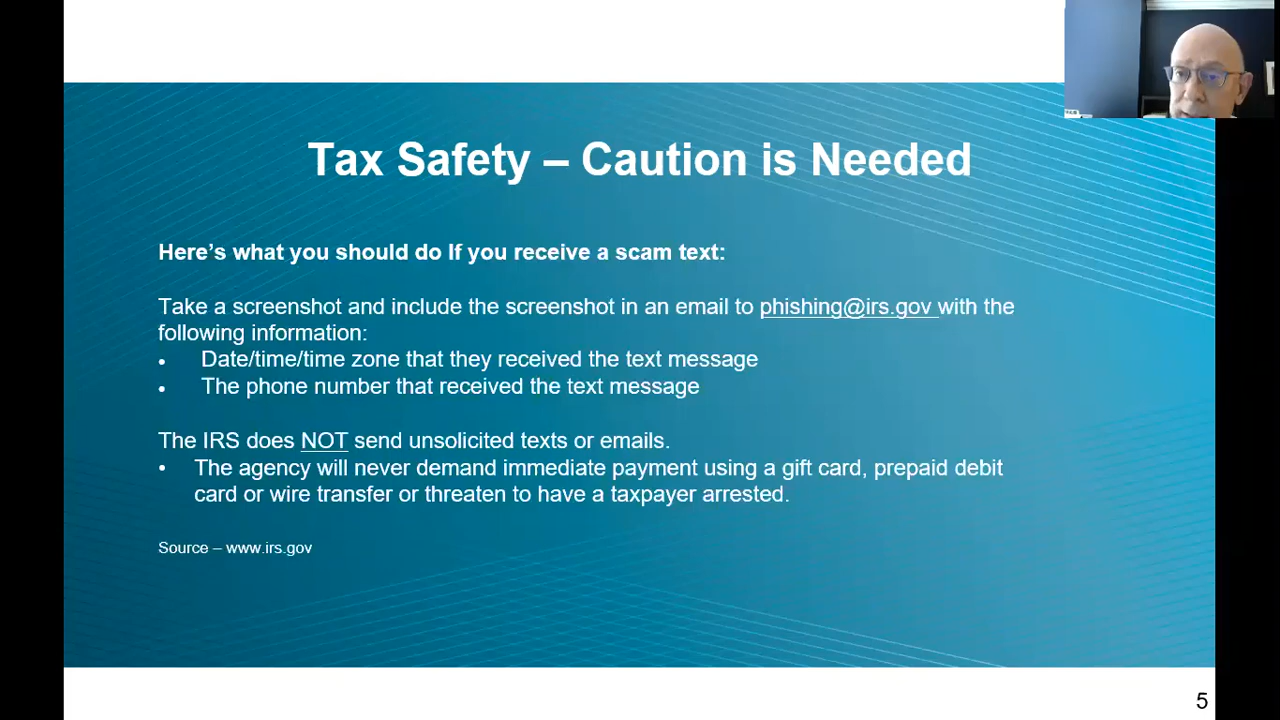 Tax Safety – Caution is Needed
Here's what you should do If you receive a scam text:
Take a screenshot and include the screenshot in an email to phishing@irs.gov with the
following information:
• Date/time/time zone that they received the text message
• The phone number that received the text message
The IRS does NOT send unsolicited texts or emails.
• The agency will never demand immediate payment using a gift card, prepaid debit
card or wire transfer or threaten to have a taxpayer arrested.
Source – www.irs.gov
5